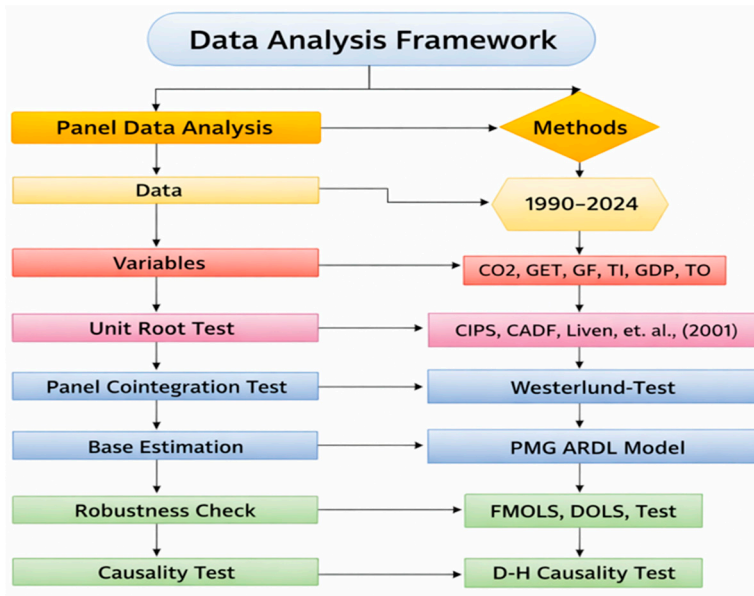 Data Analysis Framework
Panel Data Analysis
Methods
Data
1990–2024
Variables
CO2, GET, GF, TI, GDP, TO
Unit Root Test
CIPS, CADF, Liven, et. al., (2001)
Panel Cointegration Test
Westerlund-Test
Base Estimation
PMG ARDL Model
Robustness Check
FMOLS, DOLS, Test
Causality Test
D-H Causality Test